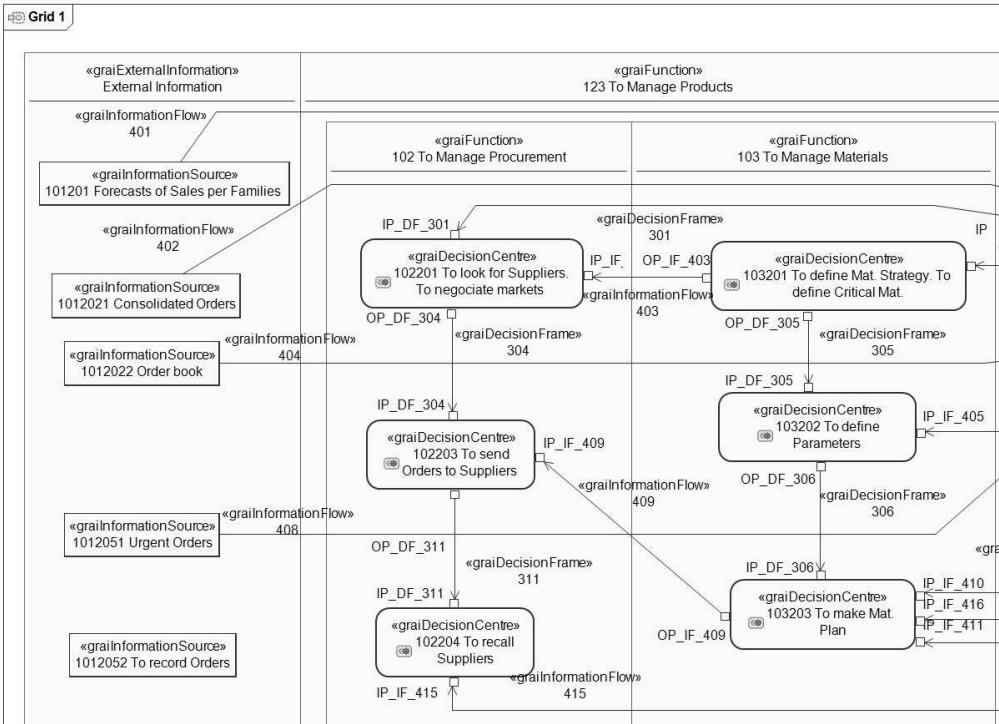 Grid 1
«graiExternalInformation»
External Information
«graiFunction»
123 To Manage Products
«graiInformationFlow»
401
«graiFunction»
102 To Manage Procurement
«graiFunction»
103 To Manage Materials
«graiInformationSource»
101201 Forecasts of Sales per Families
«graiInformationFlow»
402
IP_DF_301
«graiDecisionFrame»
301
IP
«graiDecisionCentre»
102201 To look for Suppliers.
To negociate markets
IP_IF.
OP_IF_403
«graiDecisionCentre»
103201 To define Mat. Strategy. To
define Critical Mat.
«graiInformationSource»
1012021 Consolidated Orders
«graiInformationFlow»
403
OP_DF_304
OP_DF_305
«graiDecisionFrame»
304
«graiDecisionFrame»
305
«graiInformationFlow»
404
«graiInformationSource»
1012022 Order book
IP_DF_304
IP_DF_305
«graiDecisionCentre»
102203 To send
Orders to Suppliers
IP_IF_409
«graiDecisionCentre»
103202 To define
Parameters
IP_IF_405
OP_DF_306
«graiInformationFlow»
409
«graiDecisionFrame»
306
«graiInformationFlow»
408
«graiInformationSource»
1012051 Urgent Orders
OP_DF_311
«graiDecisionFrame»
311
«gra
IP_DF_311
IP_DF_306
«graiDecisionCentre»
102204 To recall
Suppliers
«graiDecisionCentre»
103203 To make Mat.
Plan
IP_IF_410
IP_IF_416
IP_IF_411
OP_IF_409
«graiInformationSource»
1012052 To record Orders
IP_IF_415
«graiInformationFlow»
415